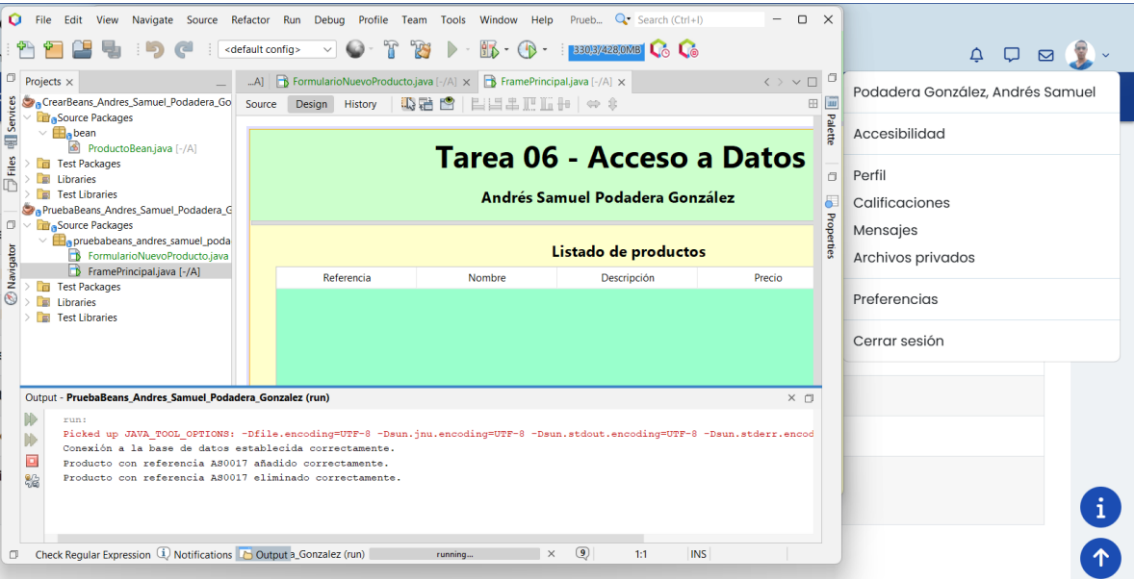 File Edit View Navigate Source Refactor Run Debug Profile Team Tools Window Help Prueb... Search (Ctrl+I)
<default config> 330,3/428,0MB
Projects
...A] FormularioNuevoProducto.java [-/A] FramePrincipal.java [-/A]
Source Design History
Services
Files
Navigator
Palette
Properties
CrearBeans_Andres_Samuel_Podadera_Go
Source Packages
bean
ProductoBean.java [-/A]
Test Packages
Libraries
Test Libraries
PruebaBeans_Andres_Samuel_Podadera_G
Source Packages
pruebabeans_andres_samuel_poda
FormularioNuevoProducto.java
FramePrincipal.java [-/A]
Test Packages
Libraries
Test Libraries
Tarea 06 - Acceso a Datos
Andrés Samuel Podadera González
Listado de productos
Referencia Nombre Descripción Precio
Output - PruebaBeans_Andres_Samuel_Podadera_Gonzalez (run)
run:
Picked up JAVA_TOOL_OPTIONS: -Dfile.encoding=UTF-8 -Dsun.jnu.encoding=UTF-8 -Dsun.stdout.encoding=UTF-8 -Dsun.stderr.encod
Conexión a la base de datos establecida correctamente.
Producto con referencia AS0017 añadido correctamente.
Producto con referencia AS0017 eliminado correctamente.
Check Regular Expression Notifications Output a_Gonzalez (run) running... 9 1:1 INS
Podadera González, Andrés Samuel
Accesibilidad
Perfil
Calificaciones
Mensajes
Archivos privados
Preferencias
Cerrar sesión